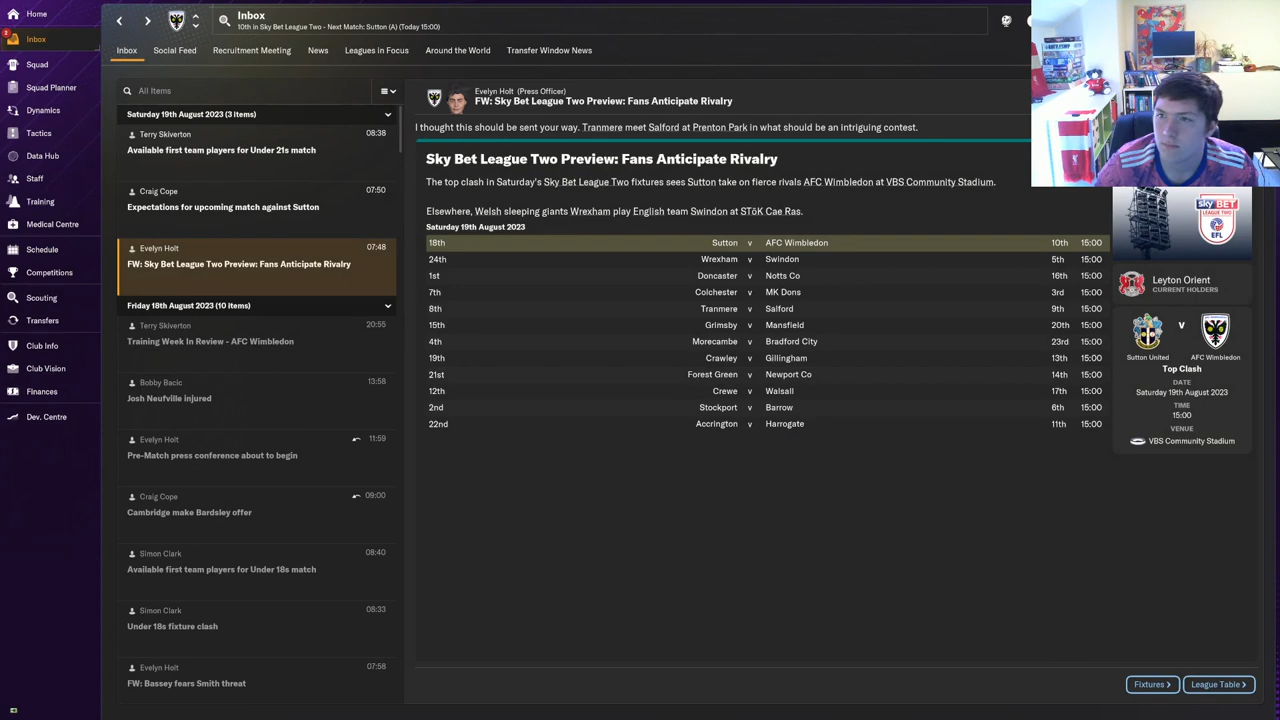 Home
Inbox
2
Inbox
10th in Sky Bet League Two - Next Match: Sutton (A) (Today 15:00)
Inbox
Social Feed
Recruitment Meeting
News
Leagues in Focus
Around the World
Transfer Window News
Squad
Squad Planner
Dynamics
Tactics
Data Hub
Staff
Training
Medical Centre
Schedule
Competitions
Scouting
Transfers
Club Info
Club Vision
Finances
Dev. Centre
All Items
Saturday 19th August 2023 (3 items)
Terry Skiverton 08:38
Available first team players for Under 21s match
Craig Cope 07:50
Expectations for upcoming match against Sutton
Evelyn Holt 07:48
FW: Sky Bet League Two Preview: Fans Anticipate Rivalry
Friday 18th August 2023 (10 items)
Terry Skiverton 20:55
Training Week In Review - AFC Wimbledon
Bobby Bacic 13:58
Josh Neufville injured
Evelyn Holt 11:59
Pre-Match press conference about to begin
Craig Cope 09:00
Cambridge make Bardsley offer
Simon Clark 08:40
Available first team players for Under 18s match
Simon Clark 08:33
Under 18s fixture clash
Evelyn Holt 07:58
FW: Bassey fears Smith threat
Evelyn Holt (Press Officer)
FW: Sky Bet League Two Preview: Fans Anticipate Rivalry
I thought this should be sent your way. Tranmere meet Salford at Prenton Park in what should be an intriguing contest.
Sky Bet League Two Preview: Fans Anticipate Rivalry
The top clash in Saturday's Sky Bet League Two fixtures sees Sutton take on fierce rivals AFC Wimbledon at VBS Community Stadium.
Elsewhere, Welsh sleeping giants Wrexham play English team Swindon at STōK Cae Ras.
Saturday 19th August 2023
18th Sutton v AFC Wimbledon 10th 15:00
24th Wrexham v Swindon 5th 15:00
1st Doncaster v Notts Co 16th 15:00
7th Colchester v MK Dons 3rd 15:00
8th Tranmere v Salford 9th 15:00
15th Grimsby v Mansfield 20th 15:00
4th Morecambe v Bradford City 23rd 15:00
19th Crawley v Gillingham 13th 15:00
21st Forest Green v Newport Co 14th 15:00
12th Crewe v Walsall 17th 15:00
2nd Stockport v Barrow 6th 15:00
22nd Accrington v Harrogate 11th 15:00
sky BET
LEAGUE TWO
EFL
Leyton Orient
CURRENT HOLDERS
v
Sutton United AFC Wimbledon
Top Clash
DATE
Saturday 19th August 2023
TIME
15:00
VENUE
VBS Community Stadium
Fixtures >
League Table >